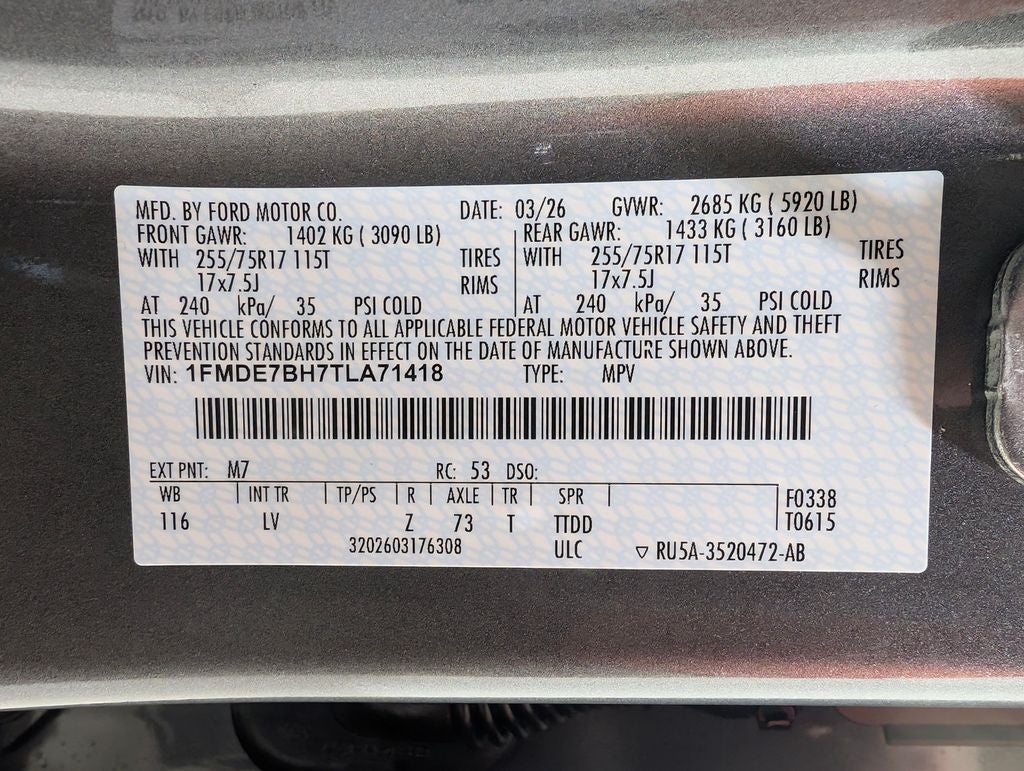 MFD. BY FORD MOTOR CO. DATE: 03/26 GVWR: 2685 KG ( 5920 LB)
FRONT GAWR: 1402 KG ( 3090 LB) REAR GAWR: 1433 KG ( 3160 LB)
WITH 255/75R17 115T TIRES WITH 255/75R17 115T TIRES
17x7.5J RIMS 17x7.5J RIMS
AT 240 kPa/ 35 PSI COLD AT 240 kPa/ 35 PSI COLD
THIS VEHICLE CONFORMS TO ALL APPLICABLE FEDERAL MOTOR VEHICLE SAFETY AND THEFT
PREVENTION STANDARDS IN EFFECT ON THE DATE OF MANUFACTURE SHOWN ABOVE.
VIN: 1FMDE7BH7TLA71418 TYPE: MPV
EXT PNT: M7 RC: 53 DSO:
WB INT TR TP/PS R AXLE TR SPR F0338
116 LV Z 73 T TTDD T0615
3202603176308 ULC ▽ RU5A-3520472-AB